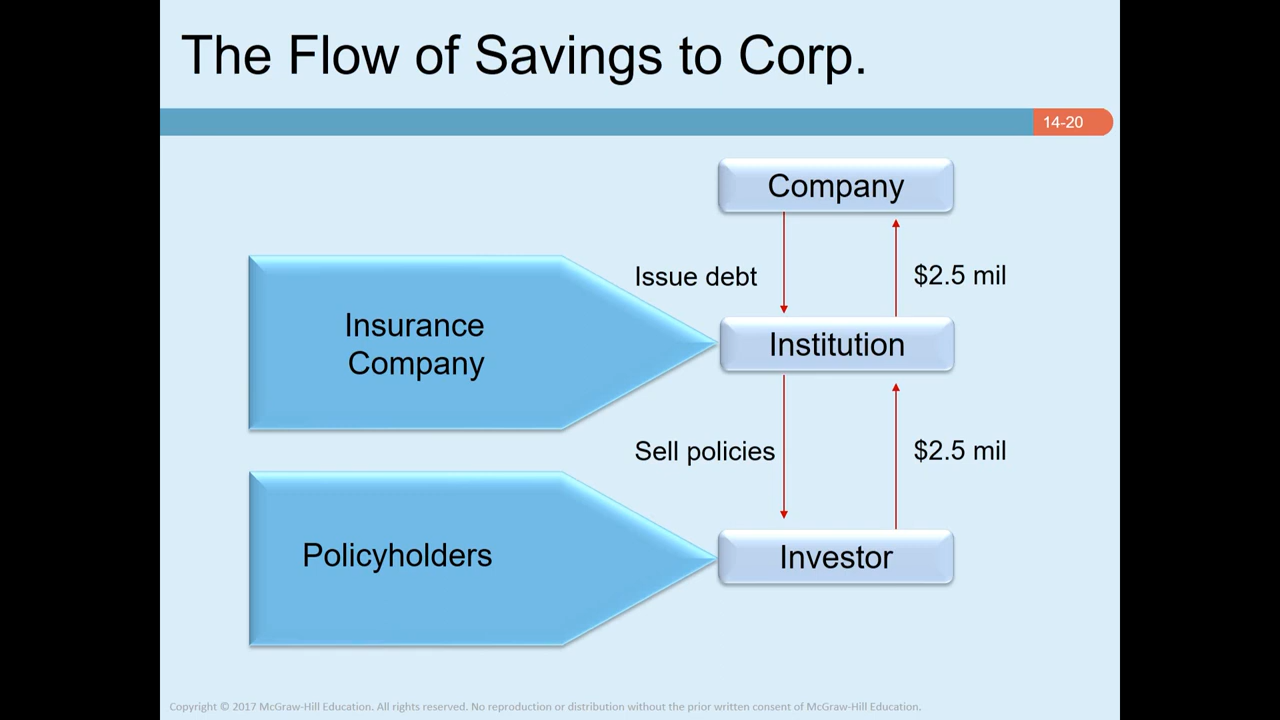 The Flow of Savings to Corp.
14-20
Company
Issue debt
$2.5 mil
Insurance
Company
Institution
Sell policies
$2.5 mil
Policyholders
Investor
Copyright © 2017 McGraw-Hill Education. All rights reserved. No reproduction or distribution without the prior written consent of McGraw-Hill Education.